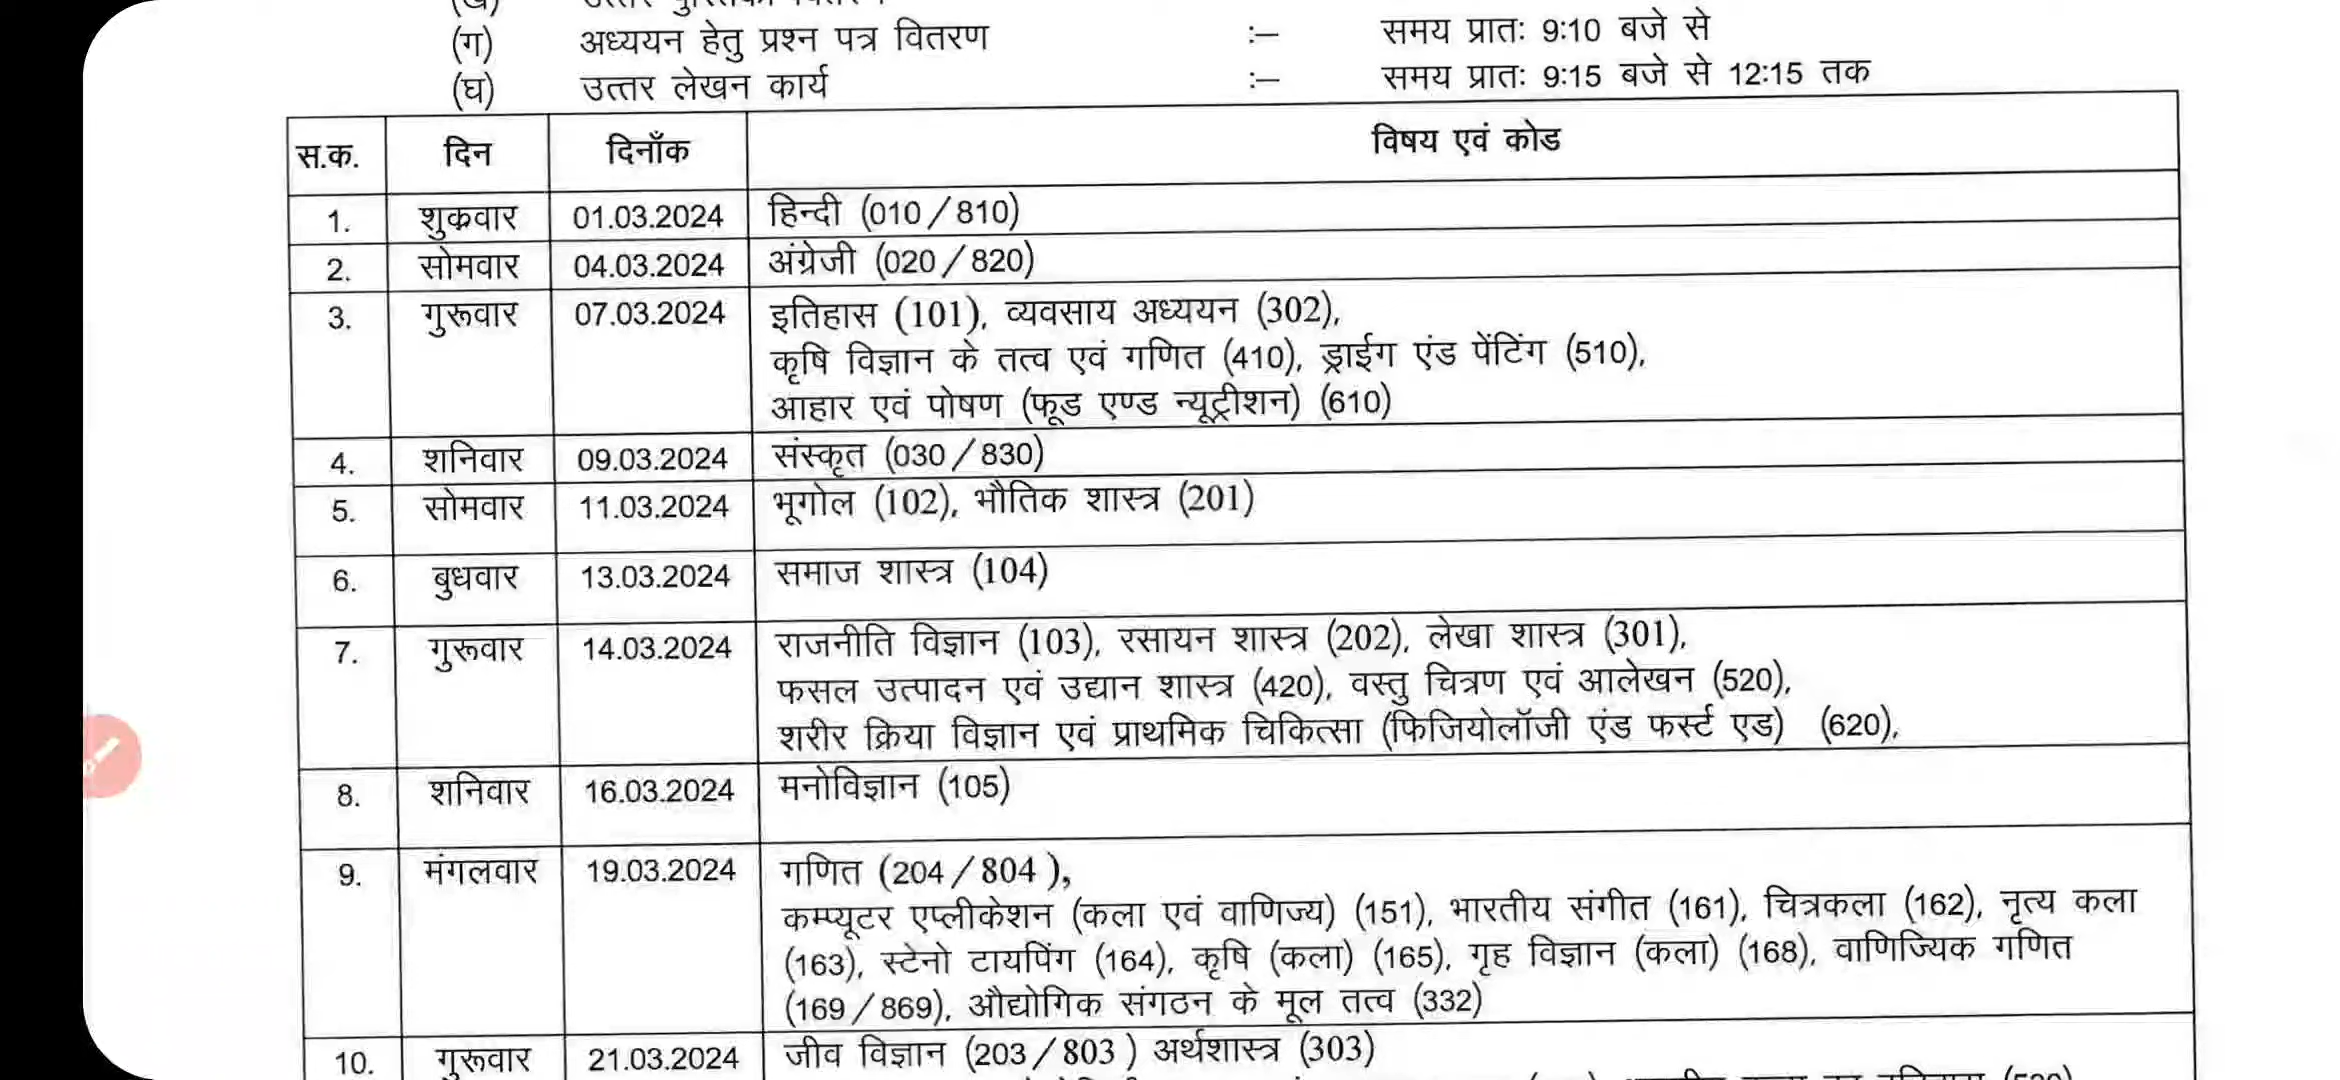 (ग) अध्ययन हेतु प्रश्न पत्र वितरण :– समय प्रातः 9:10 बजे से
(घ) उत्तर लेखन कार्य :– समय प्रातः 9:15 बजे से 12:15 तक
स.क. दिन दिनाँक विषय एवं कोड
1. शुक्रवार 01.03.2024 हिन्दी (010/810)
2. सोमवार 04.03.2024 अंग्रेजी (020/820)
3. गुरूवार 07.03.2024 इतिहास (101), व्यवसाय अध्ययन (302),
कृषि विज्ञान के तत्व एवं गणित (410), ड्राईग एंड पेंटिंग (510),
आहार एवं पोषण (फूड एण्ड न्यूट्रीशन) (610)
4. शनिवार 09.03.2024 संस्कृत (030/830)
5. सोमवार 11.03.2024 भूगोल (102), भौतिक शास्त्र (201)
6. बुधवार 13.03.2024 समाज शास्त्र (104)
7. गुरूवार 14.03.2024 राजनीति विज्ञान (103), रसायन शास्त्र (202), लेखा शास्त्र (301),
फसल उत्पादन एवं उद्यान शास्त्र (420), वस्तु चित्रण एवं आलेखन (520),
शरीर क्रिया विज्ञान एवं प्राथमिक चिकित्सा (फिजियोलॉजी एंड फर्स्ट एड) (620),
8. शनिवार 16.03.2024 मनोविज्ञान (105)
9. मंगलवार 19.03.2024 गणित (204/804 ),
कम्प्यूटर एप्लीकेशन (कला एवं वाणिज्य) (151), भारतीय संगीत (161), चित्रकला (162), नृत्य कला
(163), स्टेनो टायपिंग (164), कृषि (कला) (165), गृह विज्ञान (कला) (168), वाणिज्यिक गणित
(169/869), औद्योगिक संगठन के मूल तत्व (332)
10. गुरूवार 21.03.2024 जीव विज्ञान (203/803 ) अर्थशास्त्र (303)